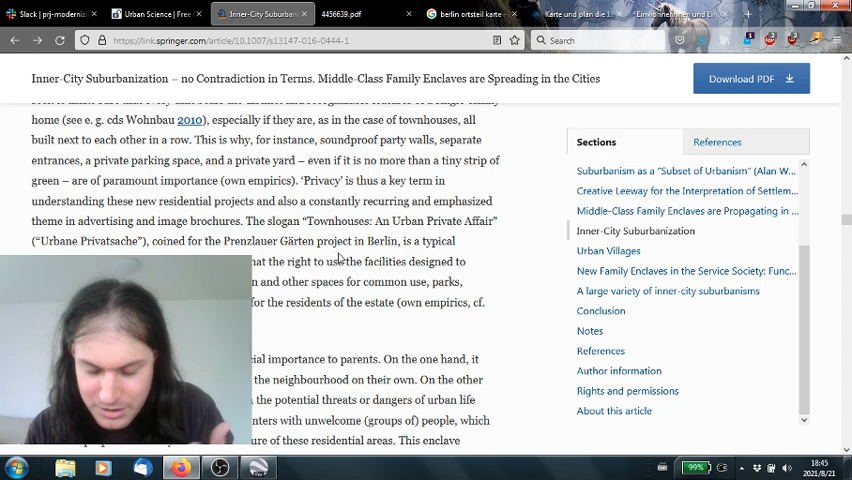 Slack | prj-moderniz
Urban Science | Free
Inner-City Suburban
4456639.pdf
berlin ortsteil karte
Karte und plan die
Einwohnerinnen und Ein
https://link.springer.com/article/10.1007/s13147-016-0444-1
Search
Inner-City Suburbanization – no Contradiction in Terms. Middle-Class Family Enclaves are Spreading in the Cities
Download PDF
home (see e. g. cds Wohnbau 2010), especially if they are, as in the case of townhouses, all
built next to each other in a row. This is why, for instance, soundproof party walls, separate
entrances, a private parking space, and a private yard – even if it is no more than a tiny strip of
green – are of paramount importance (own empirics). ‘Privacy’ is thus a key term in
understanding these new residential projects and also a constantly recurring and emphasized
theme in advertising and image brochures. The slogan “Townhouses: An Urban Private Affair”
(“Urbane Privatsache”), coined for the Prenzlauer Gärten project in Berlin, is a typical
hat the right to use the facilities designed to
n and other spaces for common use, parks,
for the residents of the estate (own empirics, cf.
ial importance to parents. On the one hand, it
the neighbourhood on their own. On the other
the potential threats or dangers of urban life
nters with unwelcome (groups of) people, which
ure of these residential areas. This enclave
Sections
References
Suburbanism as a “Subset of Urbanism” (Alan W...
Creative Leeway for the Interpretation of Settlem...
Middle-Class Family Enclaves are Propagating in
Inner-City Suburbanization
Urban Villages
New Family Enclaves in the Service Society: Func...
A large variety of inner-city suburbanisms
Conclusion
Notes
References
Author information
Rights and permissions
About this article
99%
18:45
2021/8/21